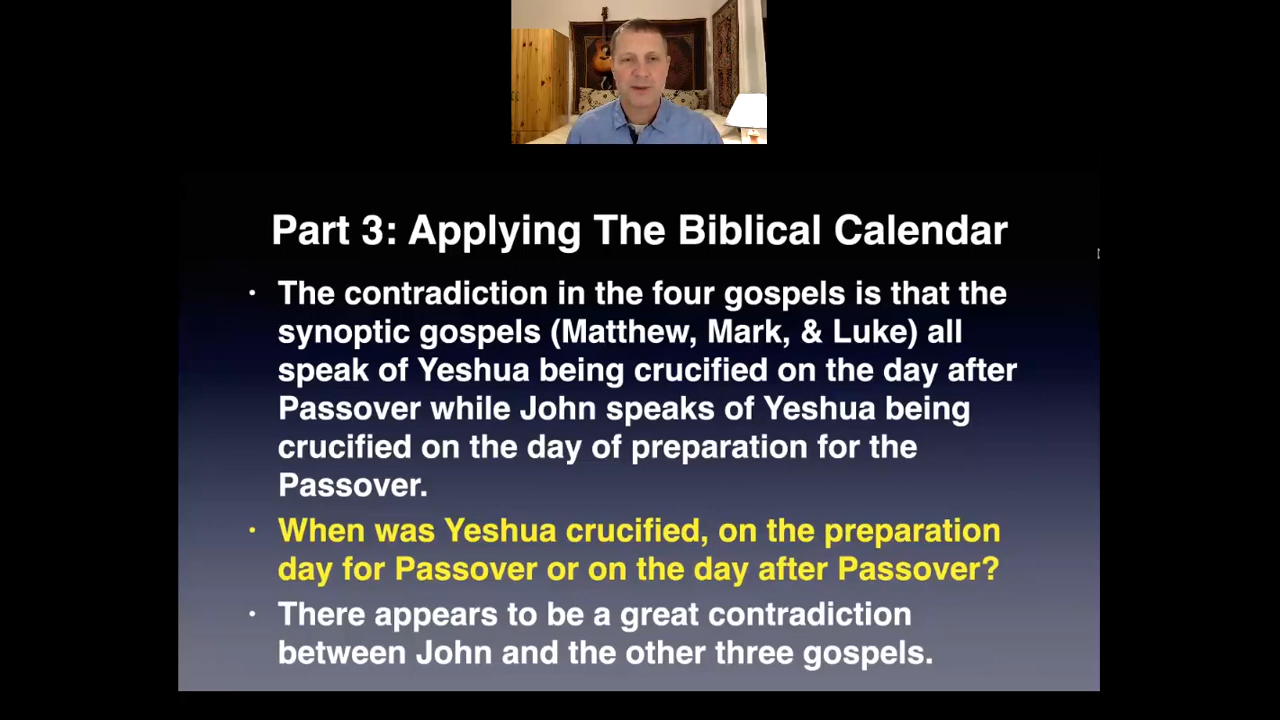 Part 3: Applying The Biblical Calendar
• The contradiction in the four gospels is that the
synoptic gospels (Matthew, Mark, & Luke) all
speak of Yeshua being crucified on the day after
Passover while John speaks of Yeshua being
crucified on the day of preparation for the
Passover.
• When was Yeshua crucified, on the preparation
day for Passover or on the day after Passover?
• There appears to be a great contradiction
between John and the other three gospels.